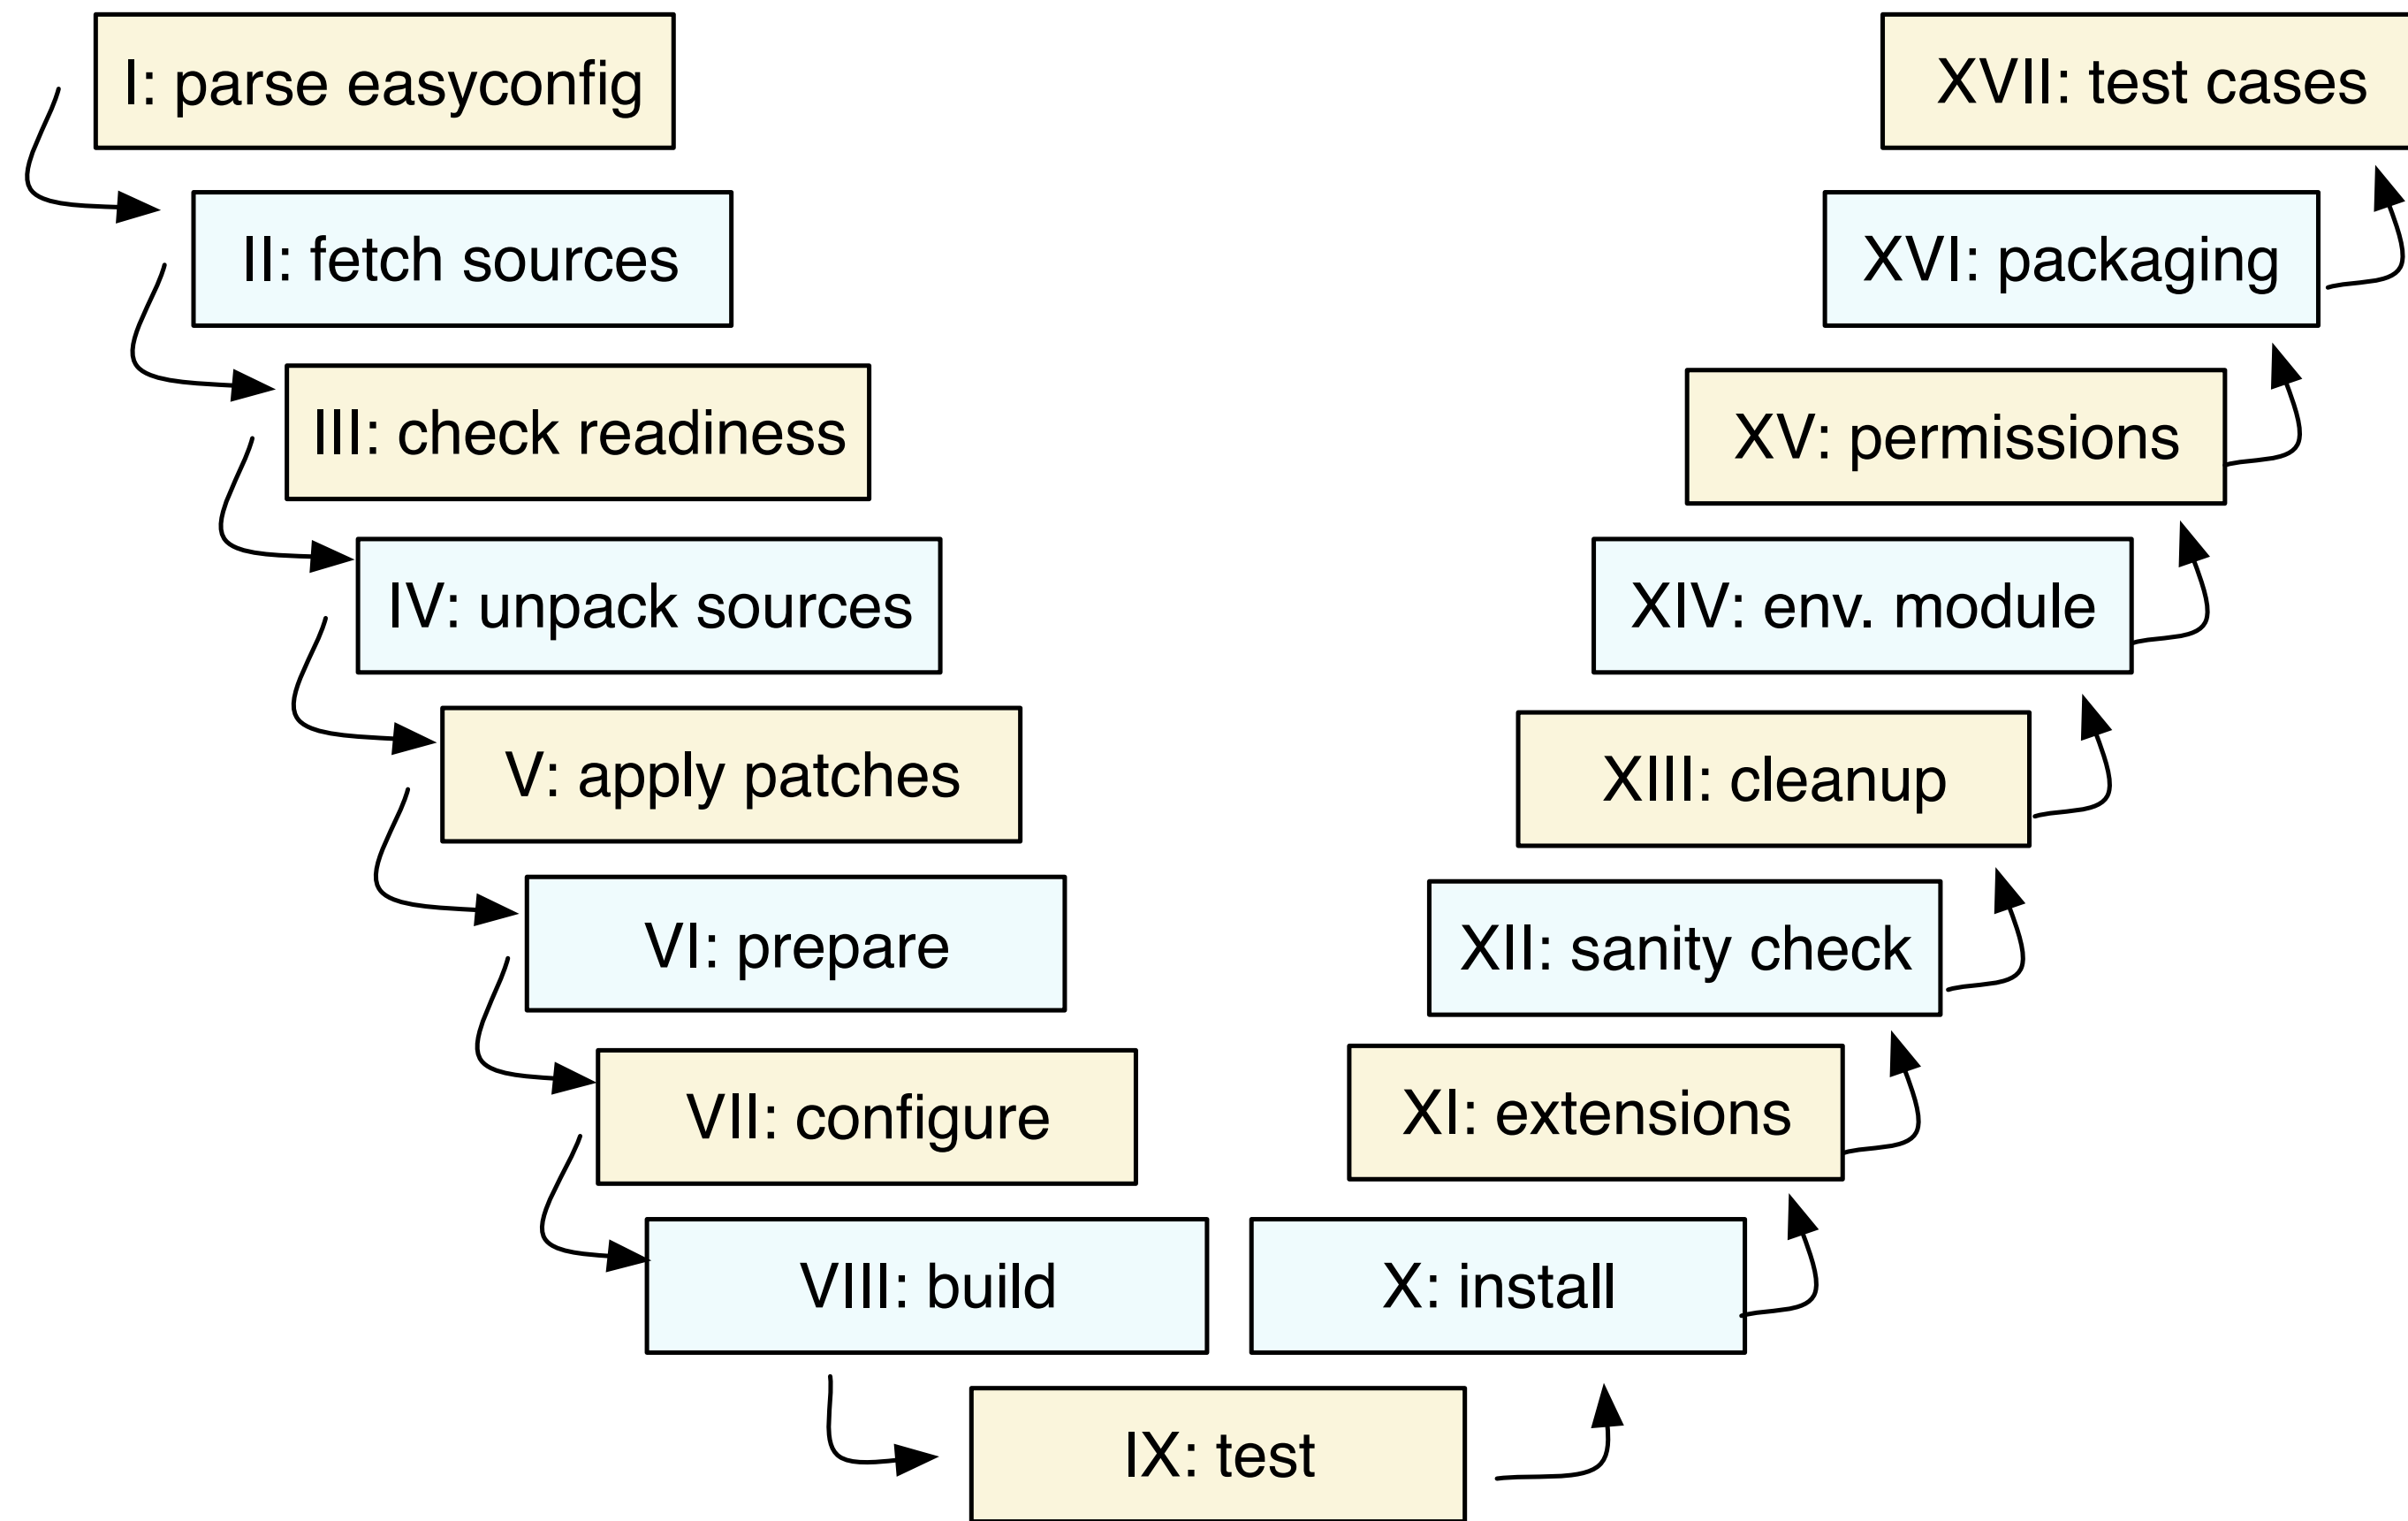 I: parse easyconfig
II: fetch sources
III: check readiness
IV: unpack sources
V: apply patches
VI: prepare
VII: configure
VIII: build
IX: test
X: install
XI: extensions
XII: sanity check
XIII: cleanup
XIV: env. module
XV: permissions
XVI: packaging
XVII: test cases